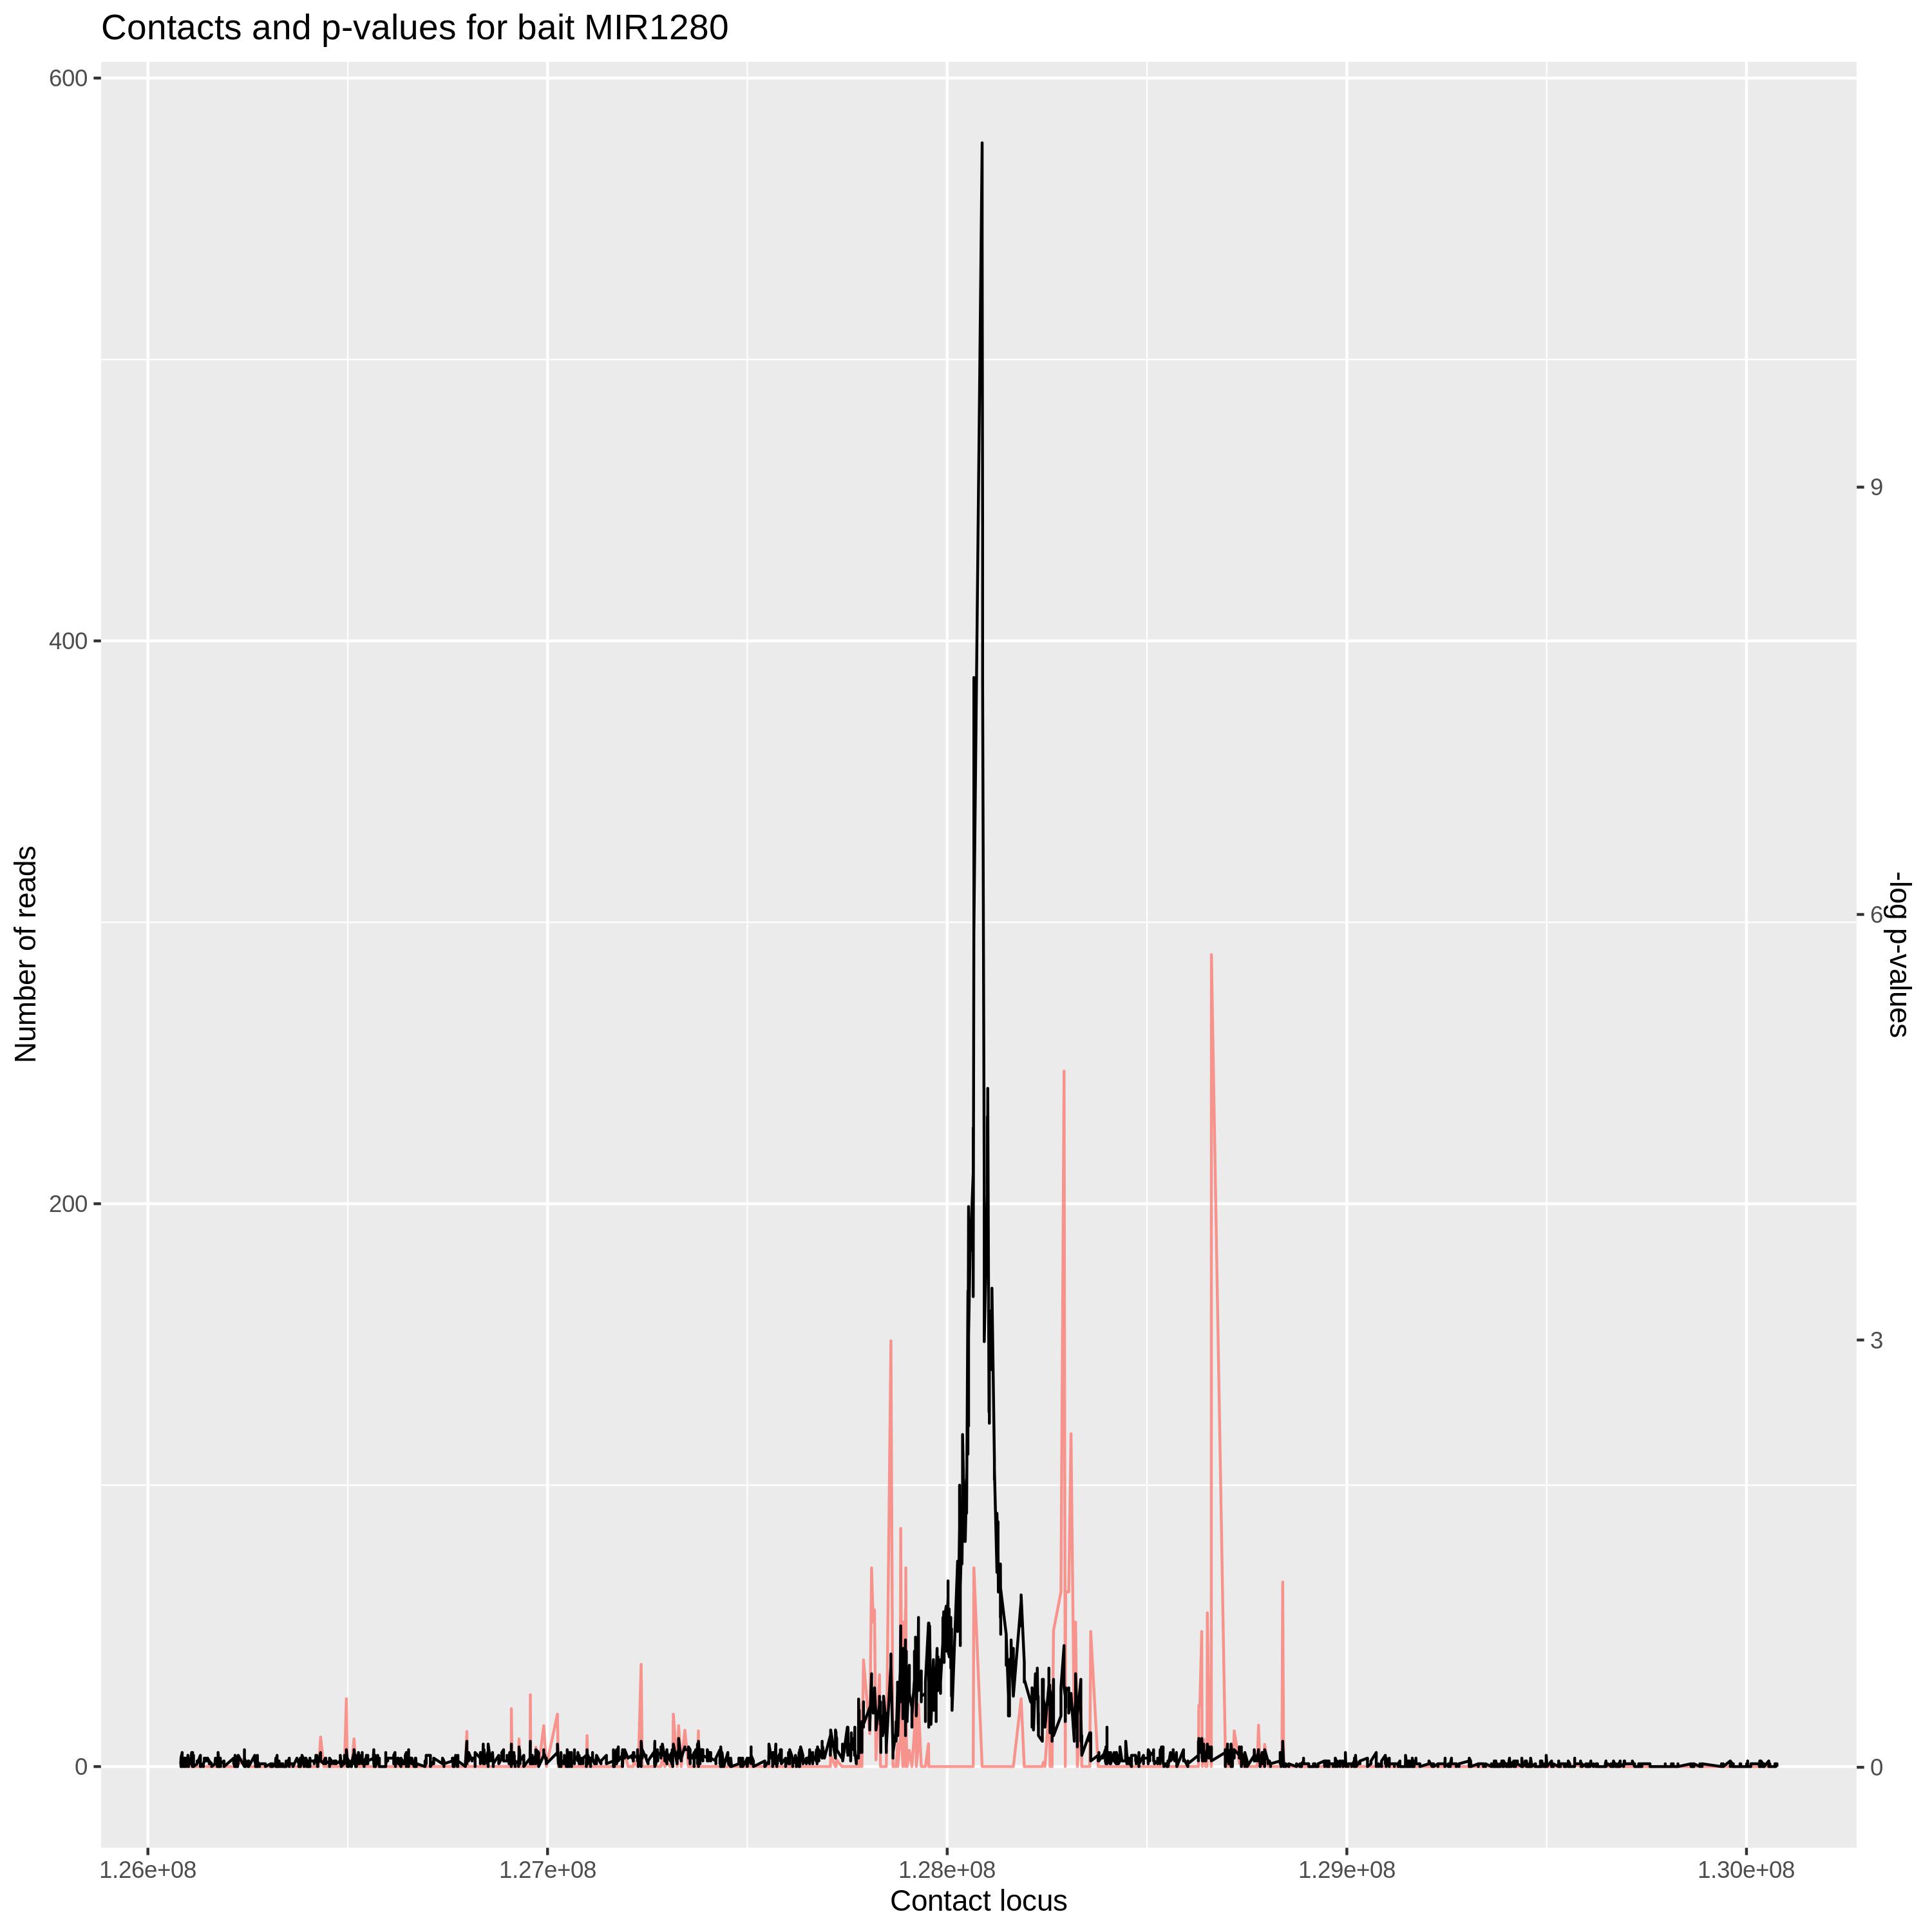 Contacts and p-values for bait MIR1280
600
400
200
0
Number of reads
9
6
3
0
-log p-values
1.26e+08
1.27e+08
1.28e+08
1.29e+08
1.30e+08
Contact locus